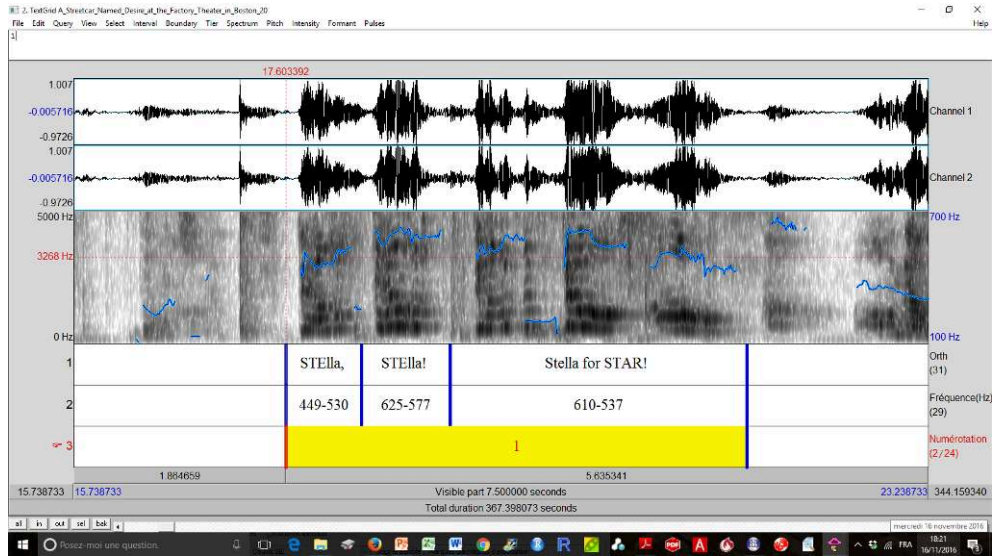 2. TextGrid A_Streetcar_Named_Desire_at_the_Factory_Theater_in_Boston_20
File Edit Query View Select Interval Boundary Tier Spectrum Pitch Intensity Formant Pulses Help
1
17.603392
1.007
-0.005716
-0.9726
Channel 1
1.007
-0.005716
-0.9726
Channel 2
5000 Hz
700 Hz
3268 Hz
0 Hz
100 Hz
1
STElla,
STElla!
Stella for STAR!
Orth
(31)
2
449-530
625-577
610-537
Fréquence(Hz)
(29)
3
1
Numérotation
(2/24)
1.864659
5.635341
15.738733
15.738733
Visible part 7.500000 seconds
23.238733
344.159340
Total duration 367.398073 seconds
all in out sel bak
mercredi 16 novembre 2016
Posez-moi une question.
FRA
18:21
16/11/2016